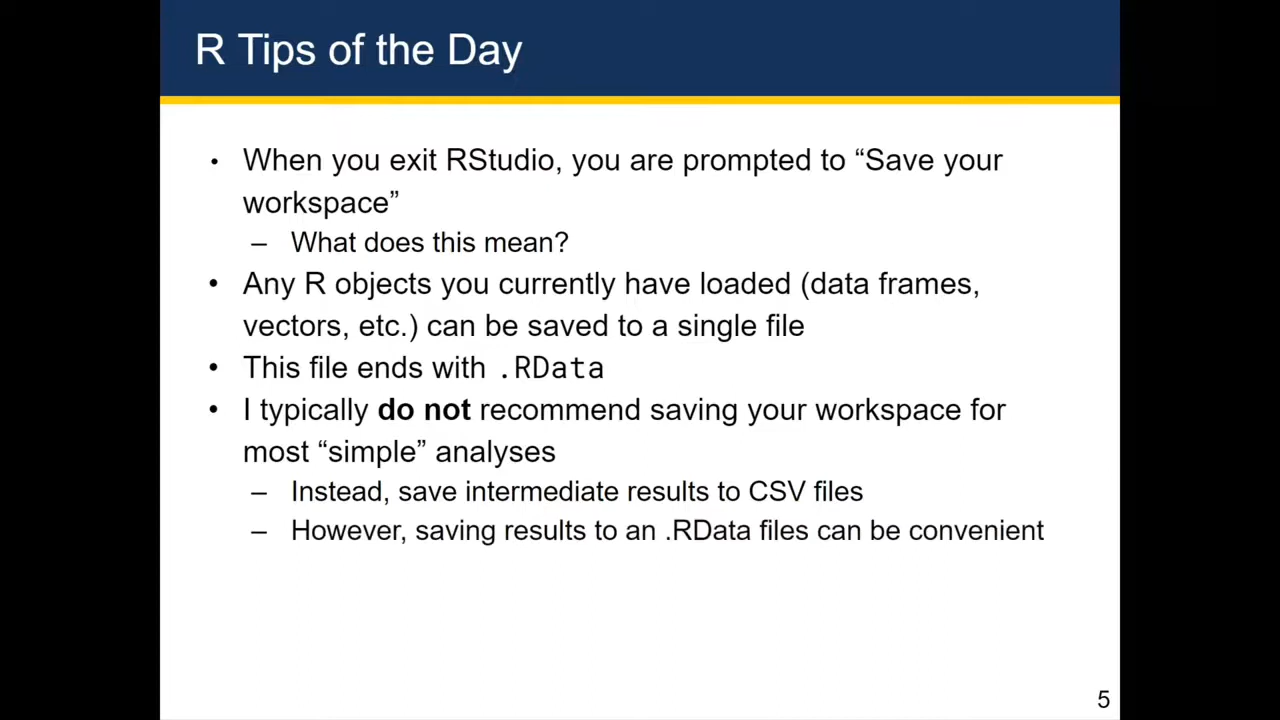 R Tips of the Day
• When you exit RStudio, you are prompted to “Save your
workspace”
– What does this mean?
• Any R objects you currently have loaded (data frames,
vectors, etc.) can be saved to a single file
• This file ends with .RData
• I typically do not recommend saving your workspace for
most “simple” analyses
– Instead, save intermediate results to CSV files
– However, saving results to an .RData files can be convenient
5